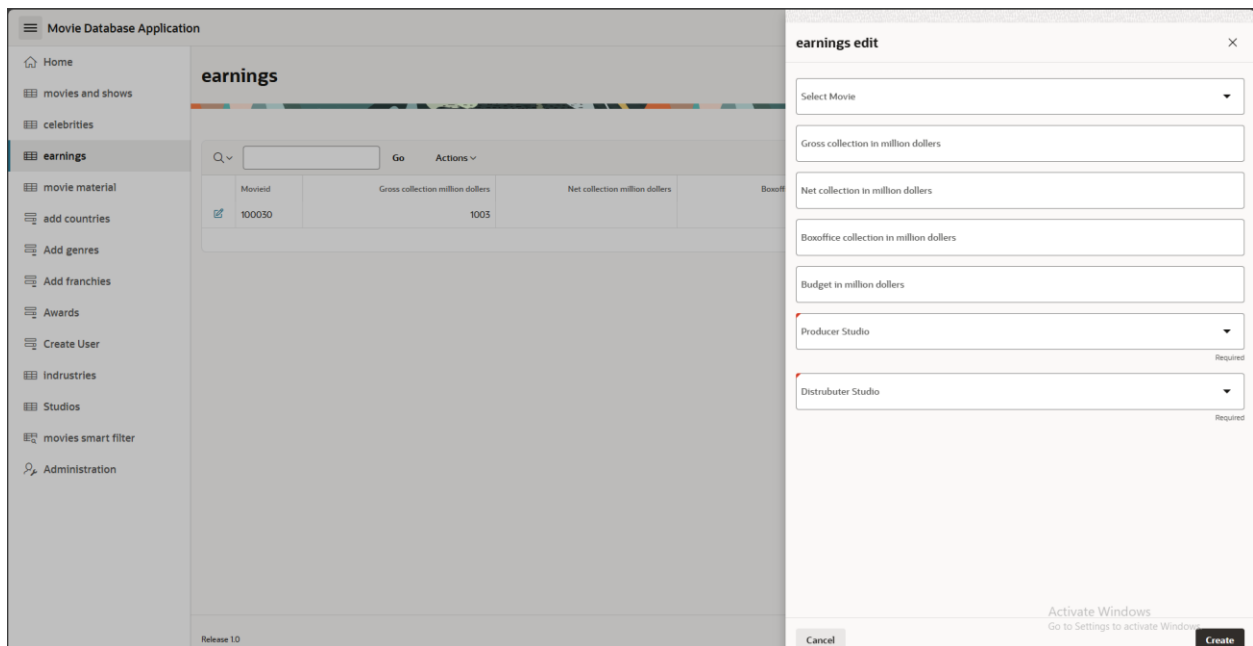 Movie Database Application
Home
movies and shows
celebrities
earnings
movie material
add countries
Add genres
Add franchies
Awards
Create User
Indrustries
Studios
movies smart filter
Administration
earnings
Go Actions
Movieid Gross collection million dollers Net collection million dollers Boxoff
100030 1003
Release 1.0
earnings edit
Select Movie
Gross collection in million dollers
Net collection in million dollers
Boxoffice collection in million dollers
Budget in million dollers
Producer Studio
Required
Distrubuter Studio
Required
Activate Windows
Go to Settings to activate Windows.
Cancel Create